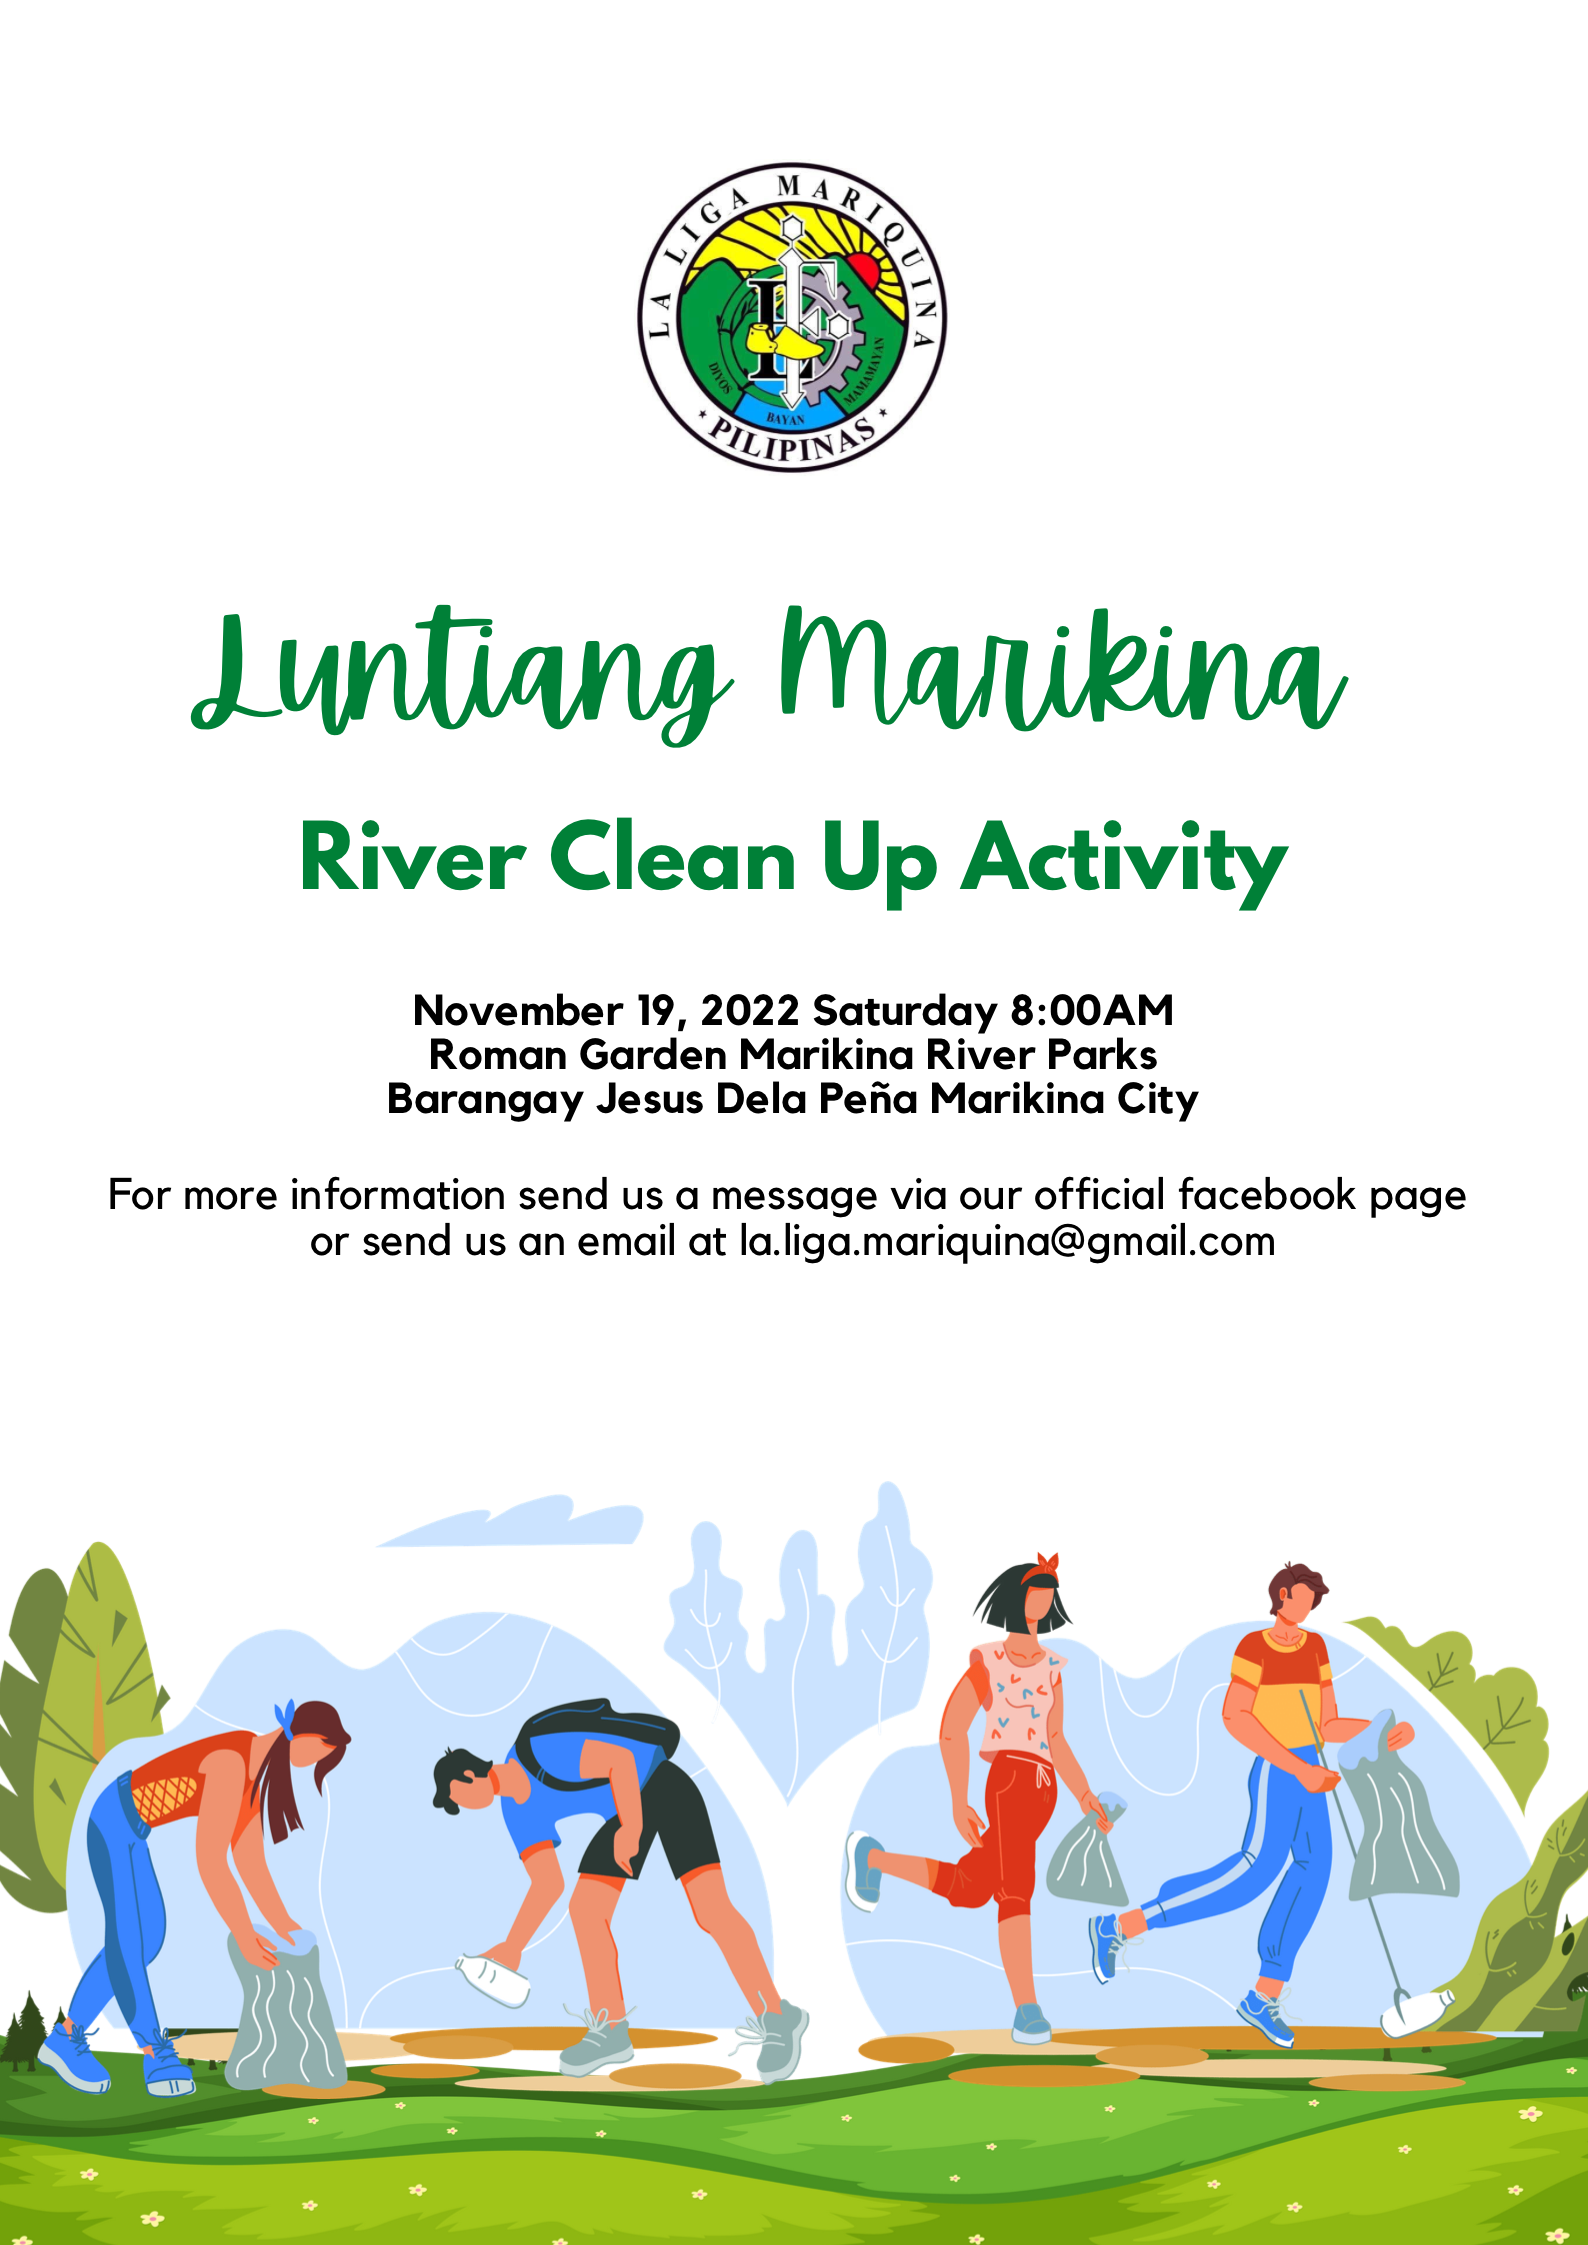 LA LIGA MARIQUINA
DIYOS
BAYAN
MAMAMAYAN
* PILIPINAS *
Luntiang Marikina
River Clean Up Activity
November 19, 2022 Saturday 8:00AM
Roman Garden Marikina River Parks
Barangay Jesus Dela Peña Marikina City
For more information send us a message via our official facebook page
or send us an email at la.liga.mariquina@gmail.com